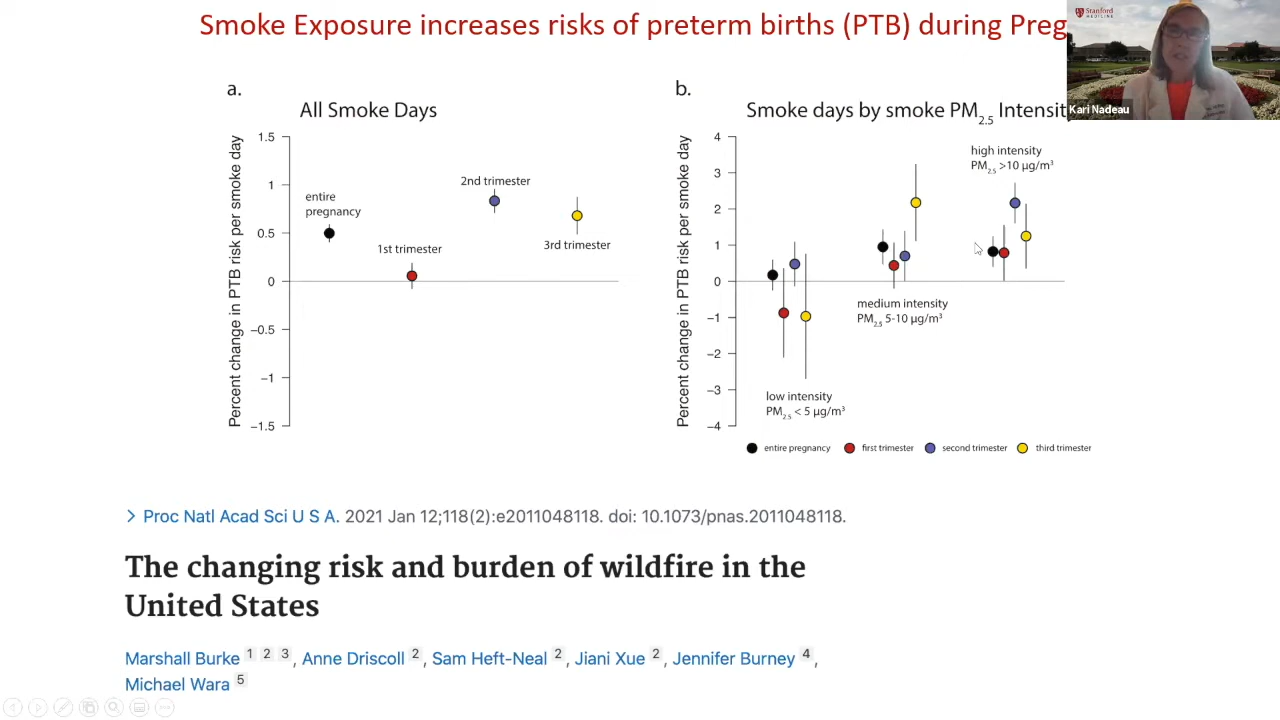 Smoke Exposure increases risks of preterm births (PTB) during Preg
Stanford
MEDICINE
Kari Nadeau
a.
All Smoke Days
Percent change in PTB risk per smoke day
1.5
1
0.5
0
−0.5
−1
−1.5
entire
pregnancy
1st trimester
2nd trimester
3rd trimester
b.
Smoke days by smoke PM2.5 Intensit
Percent change in PTB risk per smoke day
4
3
2
1
0
−1
−2
−3
−4
high intensity
PM2.5 >10 µg/m³
medium intensity
PM2.5 5-10 µg/m³
low intensity
PM2.5 < 5 µg/m³
entire pregnancy first trimester second trimester third trimester
> Proc Natl Acad Sci U S A. 2021 Jan 12;118(2):e2011048118. doi: 10.1073/pnas.2011048118.
The changing risk and burden of wildfire in the
United States
Marshall Burke 1 2 3, Anne Driscoll 2, Sam Heft-Neal 2, Jiani Xue 2, Jennifer Burney 4,
Michael Wara 5